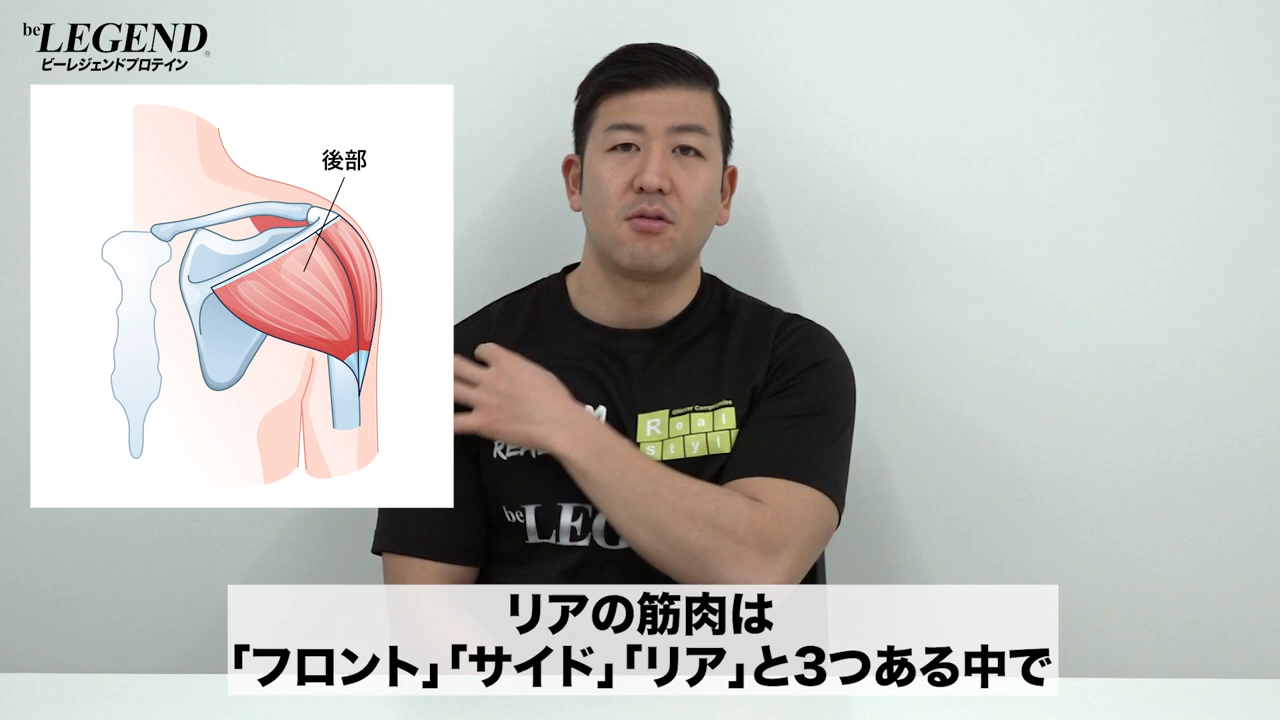 be LEGEND®
ビーレジェンドプロテイン
後部
@Never Compromise
Real
styl
be LEG
リアの筋肉は
「フロント」「サイド」「リア」と3つある中で